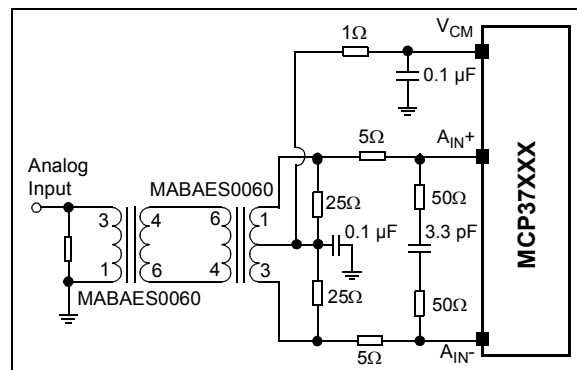 1Ω
V_CM
0.1 µF
5Ω
A_IN+
Analog
Input
MABAES0060
50Ω
3
4
6
1
25Ω
0.1 µF
3.3 pF
MCP37XXX
1
6
4
3
25Ω
50Ω
MABAES0060
5Ω
A_IN-